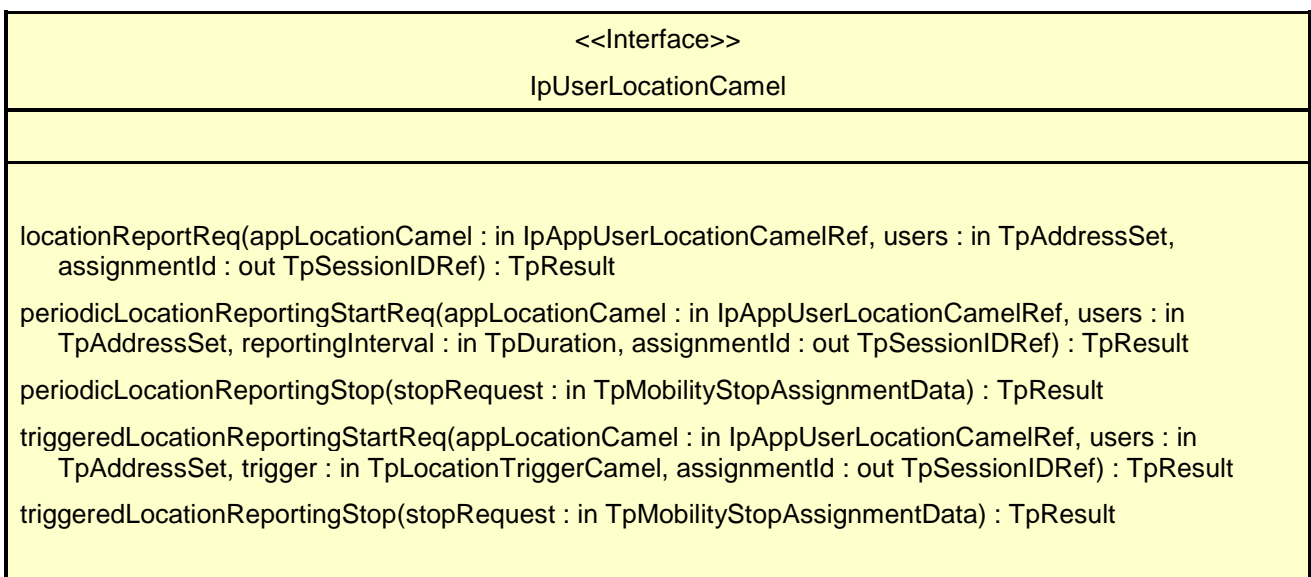 <<Interface>>
IpUserLocationCamel
locationReportReq(appLocationCamel : in IpAppUserLocationCamelRef, users : in TpAddressSet,
assignmentId : out TpSessionIDRef) : TpResult
periodicLocationReportingStartReq(appLocationCamel : in IpAppUserLocationCamelRef, users : in
TpAddressSet, reportingInterval : in TpDuration, assignmentId : out TpSessionIDRef) : TpResult
periodicLocationReportingStop(stopRequest : in TpMobilityStopAssignmentData) : TpResult
triggeredLocationReportingStartReq(appLocationCamel : in IpAppUserLocationCamelRef, users : in
TpAddressSet, trigger : in TpLocationTriggerCamel, assignmentId : out TpSessionIDRef) : TpResult
triggeredLocationReportingStop(stopRequest : in TpMobilityStopAssignmentData) : TpResult